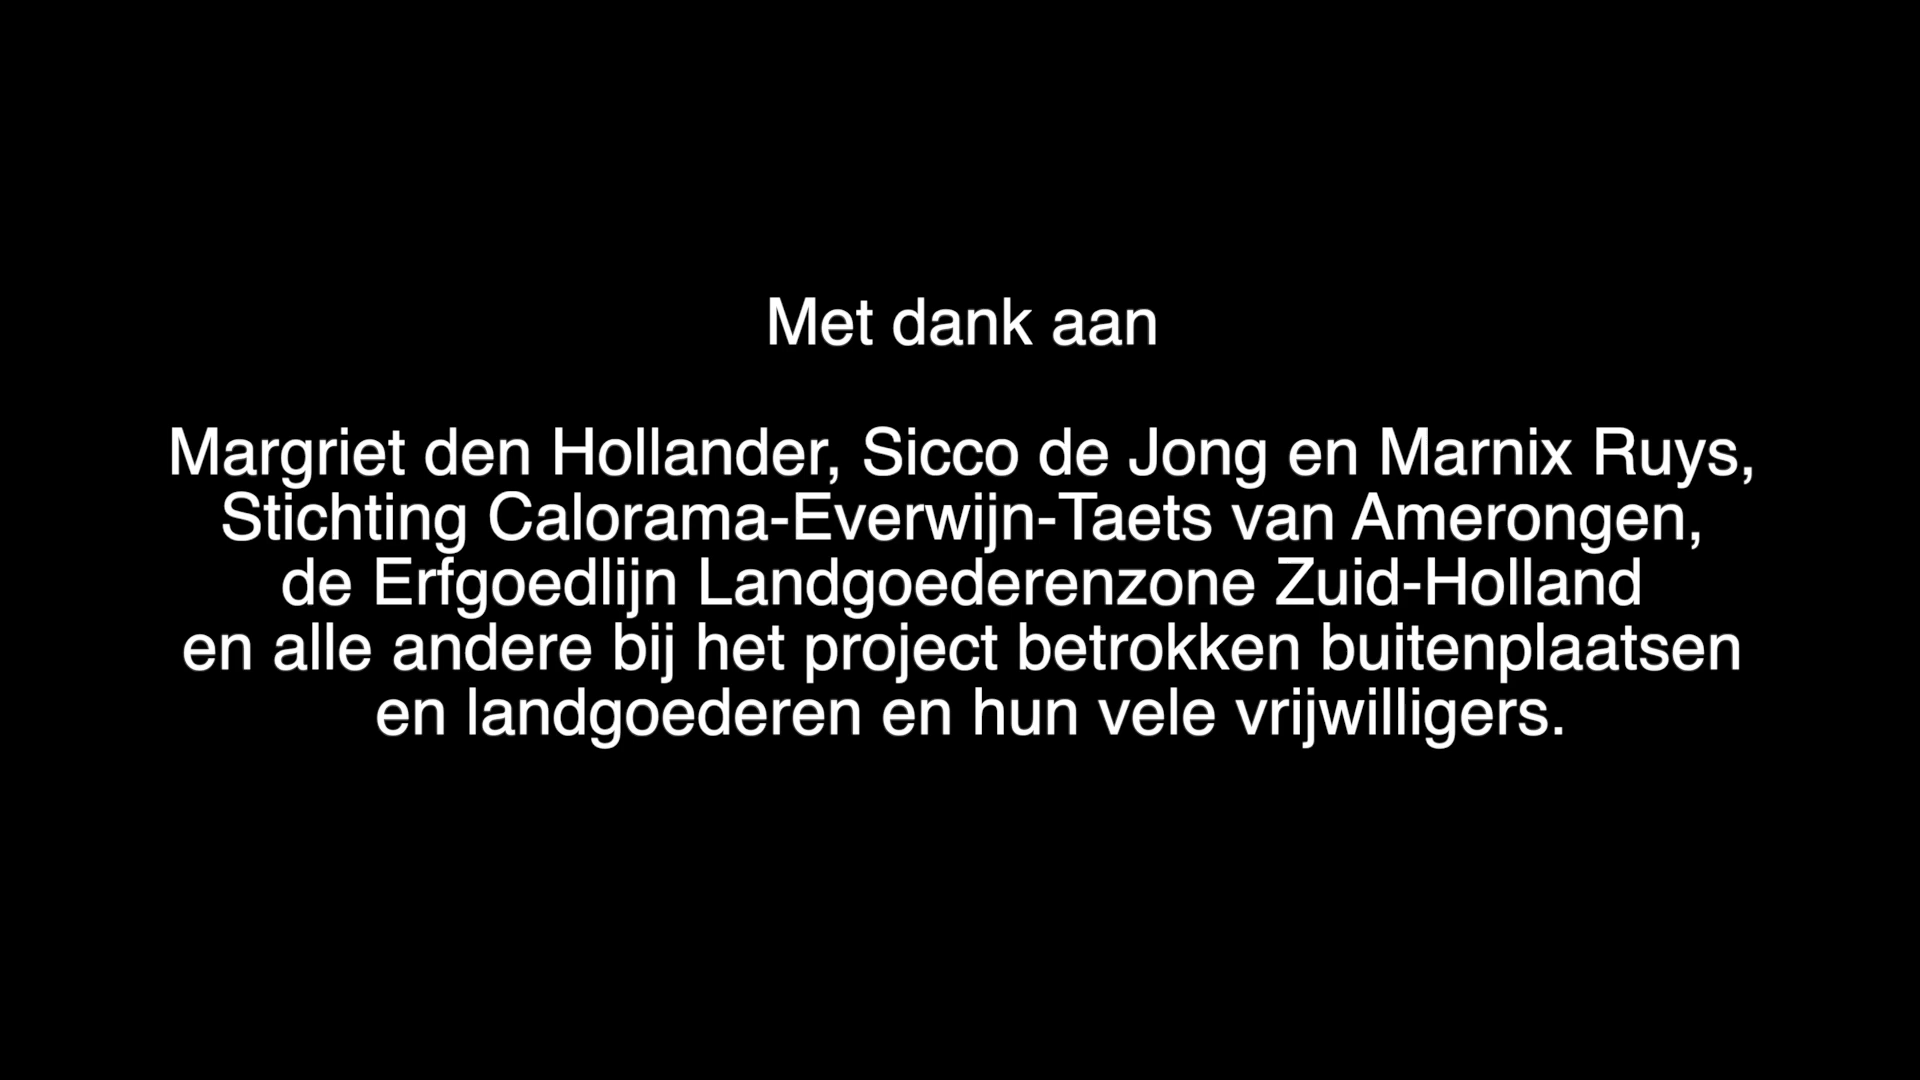 Met dank aan
Margriet den Hollander, Sicco de Jong en Marnix Ruys,
Stichting Calorama-Everwijn-Taets van Amerongen,
de Erfgoedlijn Landgoederenzone Zuid-Holland
en alle andere bij het project betrokken buitenplaatsen
en landgoederen en hun vele vrijwilligers.